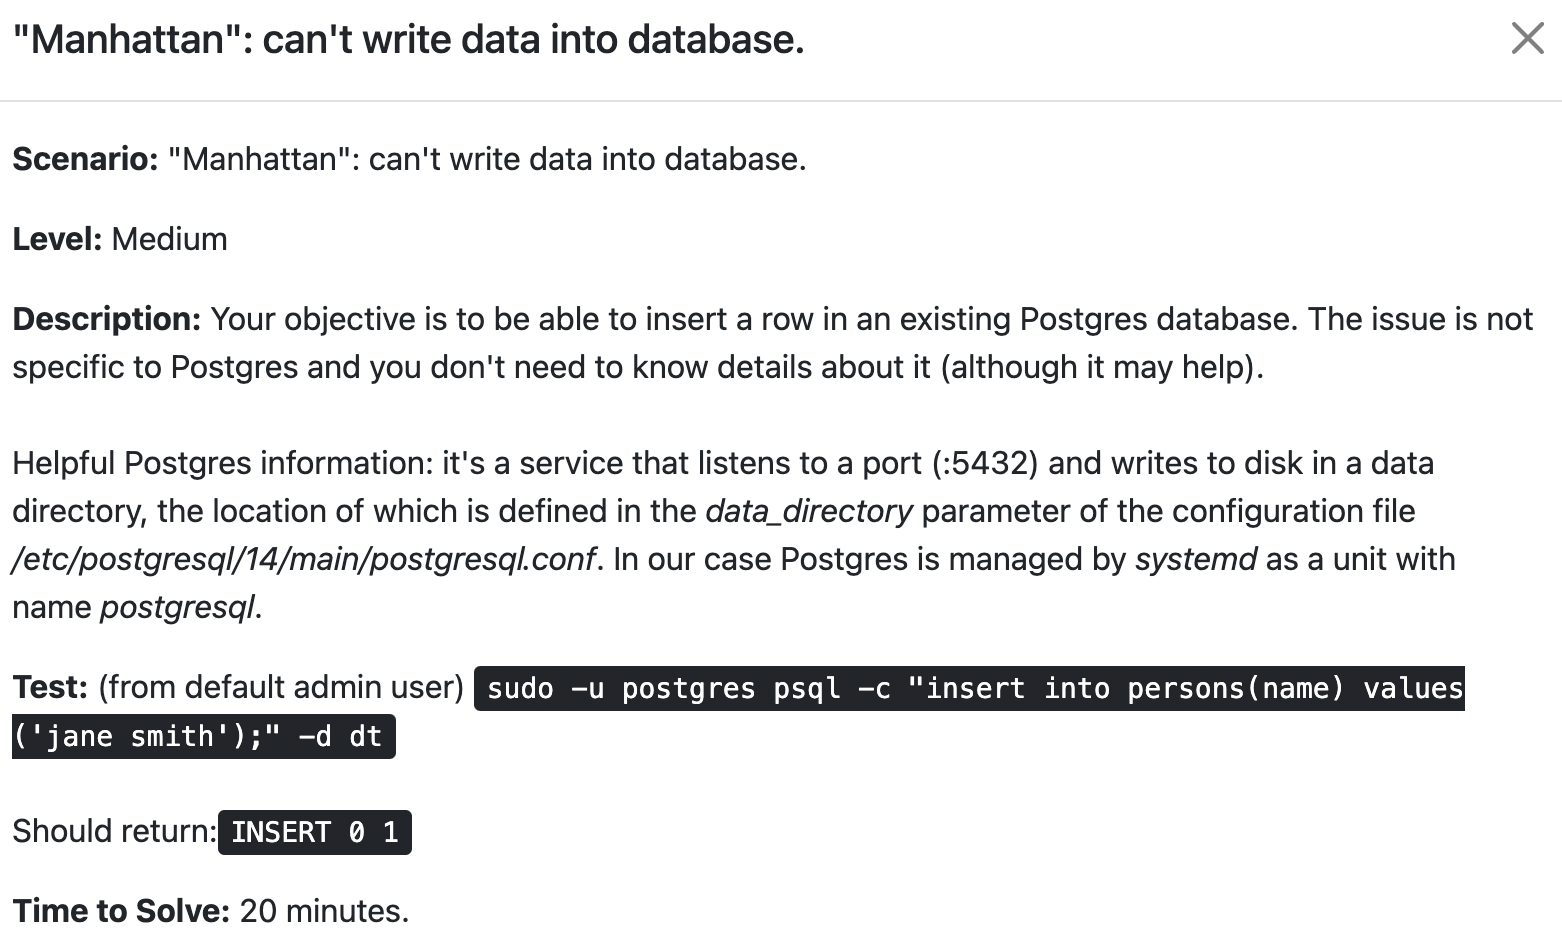 "Manhattan": can't write data into database.
Scenario: "Manhattan": can't write data into database.
Level: Medium
Description: Your objective is to be able to insert a row in an existing Postgres database. The issue is not
specific to Postgres and you don't need to know details about it (although it may help).
Helpful Postgres information: it's a service that listens to a port (:5432) and writes to disk in a data
directory, the location of which is defined in the data_directory parameter of the configuration file
/etc/postgresql/14/main/postgresql.conf. In our case Postgres is managed by systemd as a unit with
name postgresql.
Test: (from default admin user) sudo -u postgres psql -c "insert into persons(name) values
('jane smith');" -d dt
Should return: INSERT 0 1
Time to Solve: 20 minutes.